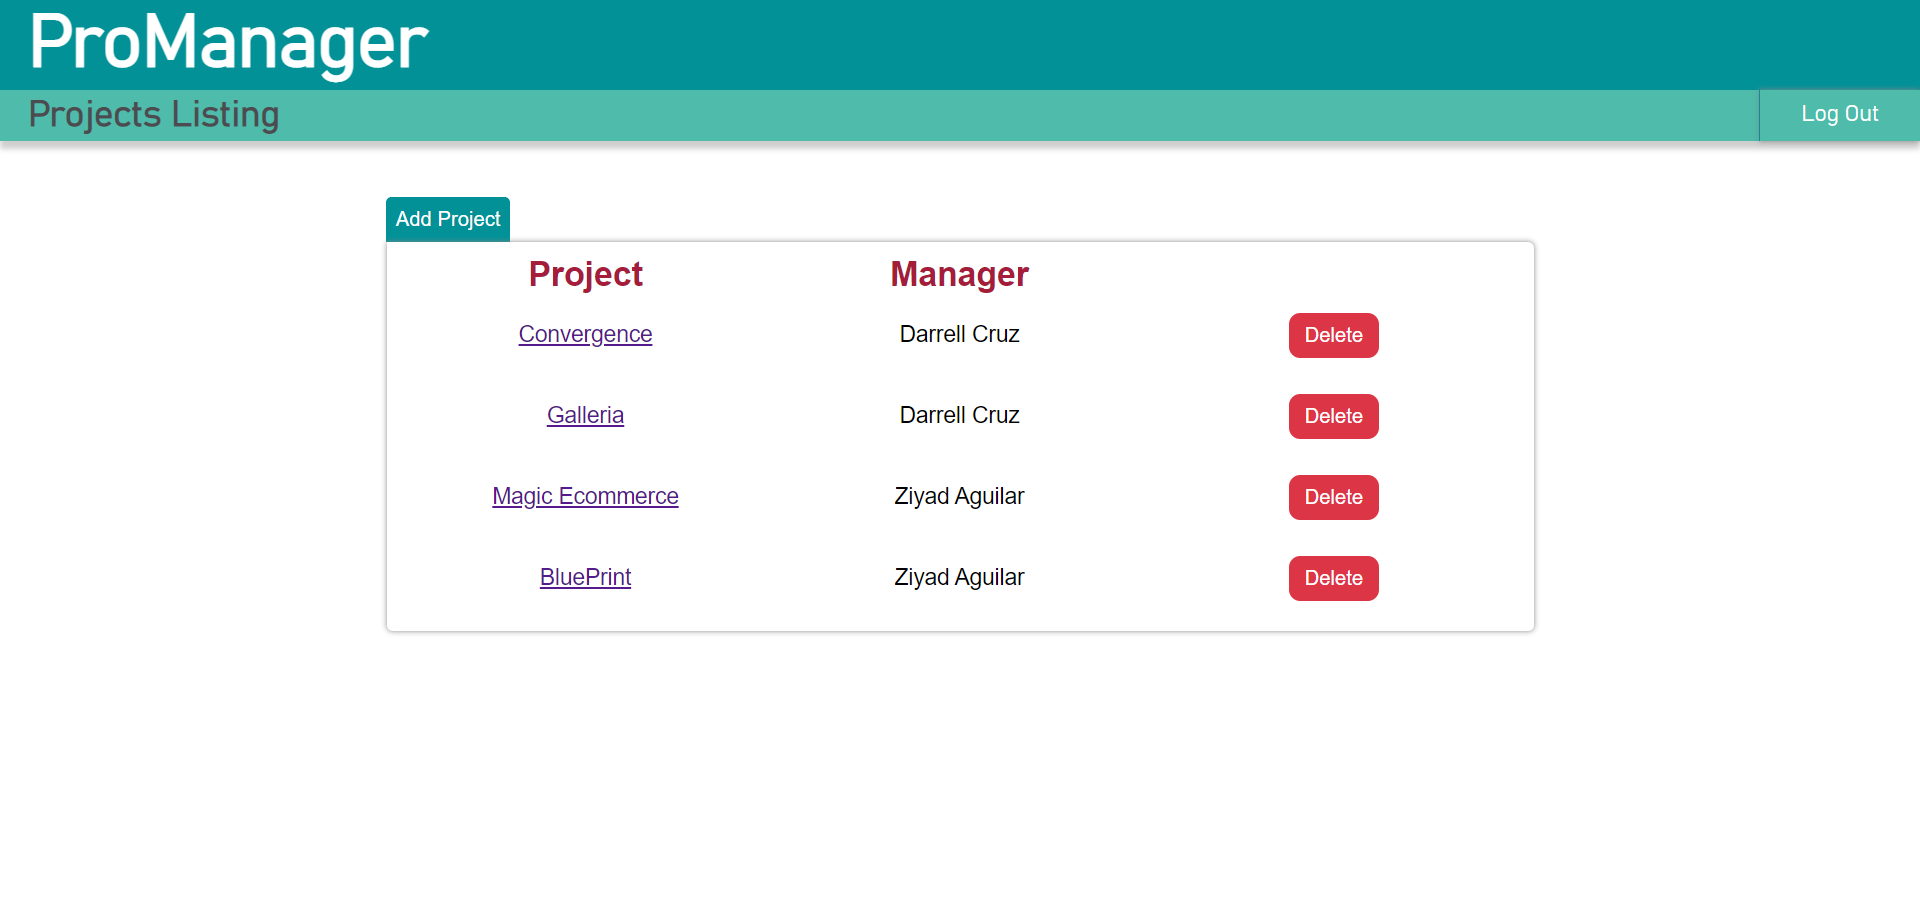 ProManager
Projects Listing
Log Out
Add Project
Project Manager
Convergence Darrell Cruz Delete
Galleria Darrell Cruz Delete
Magic Ecommerce Ziyad Aguilar Delete
BluePrint Ziyad Aguilar Delete